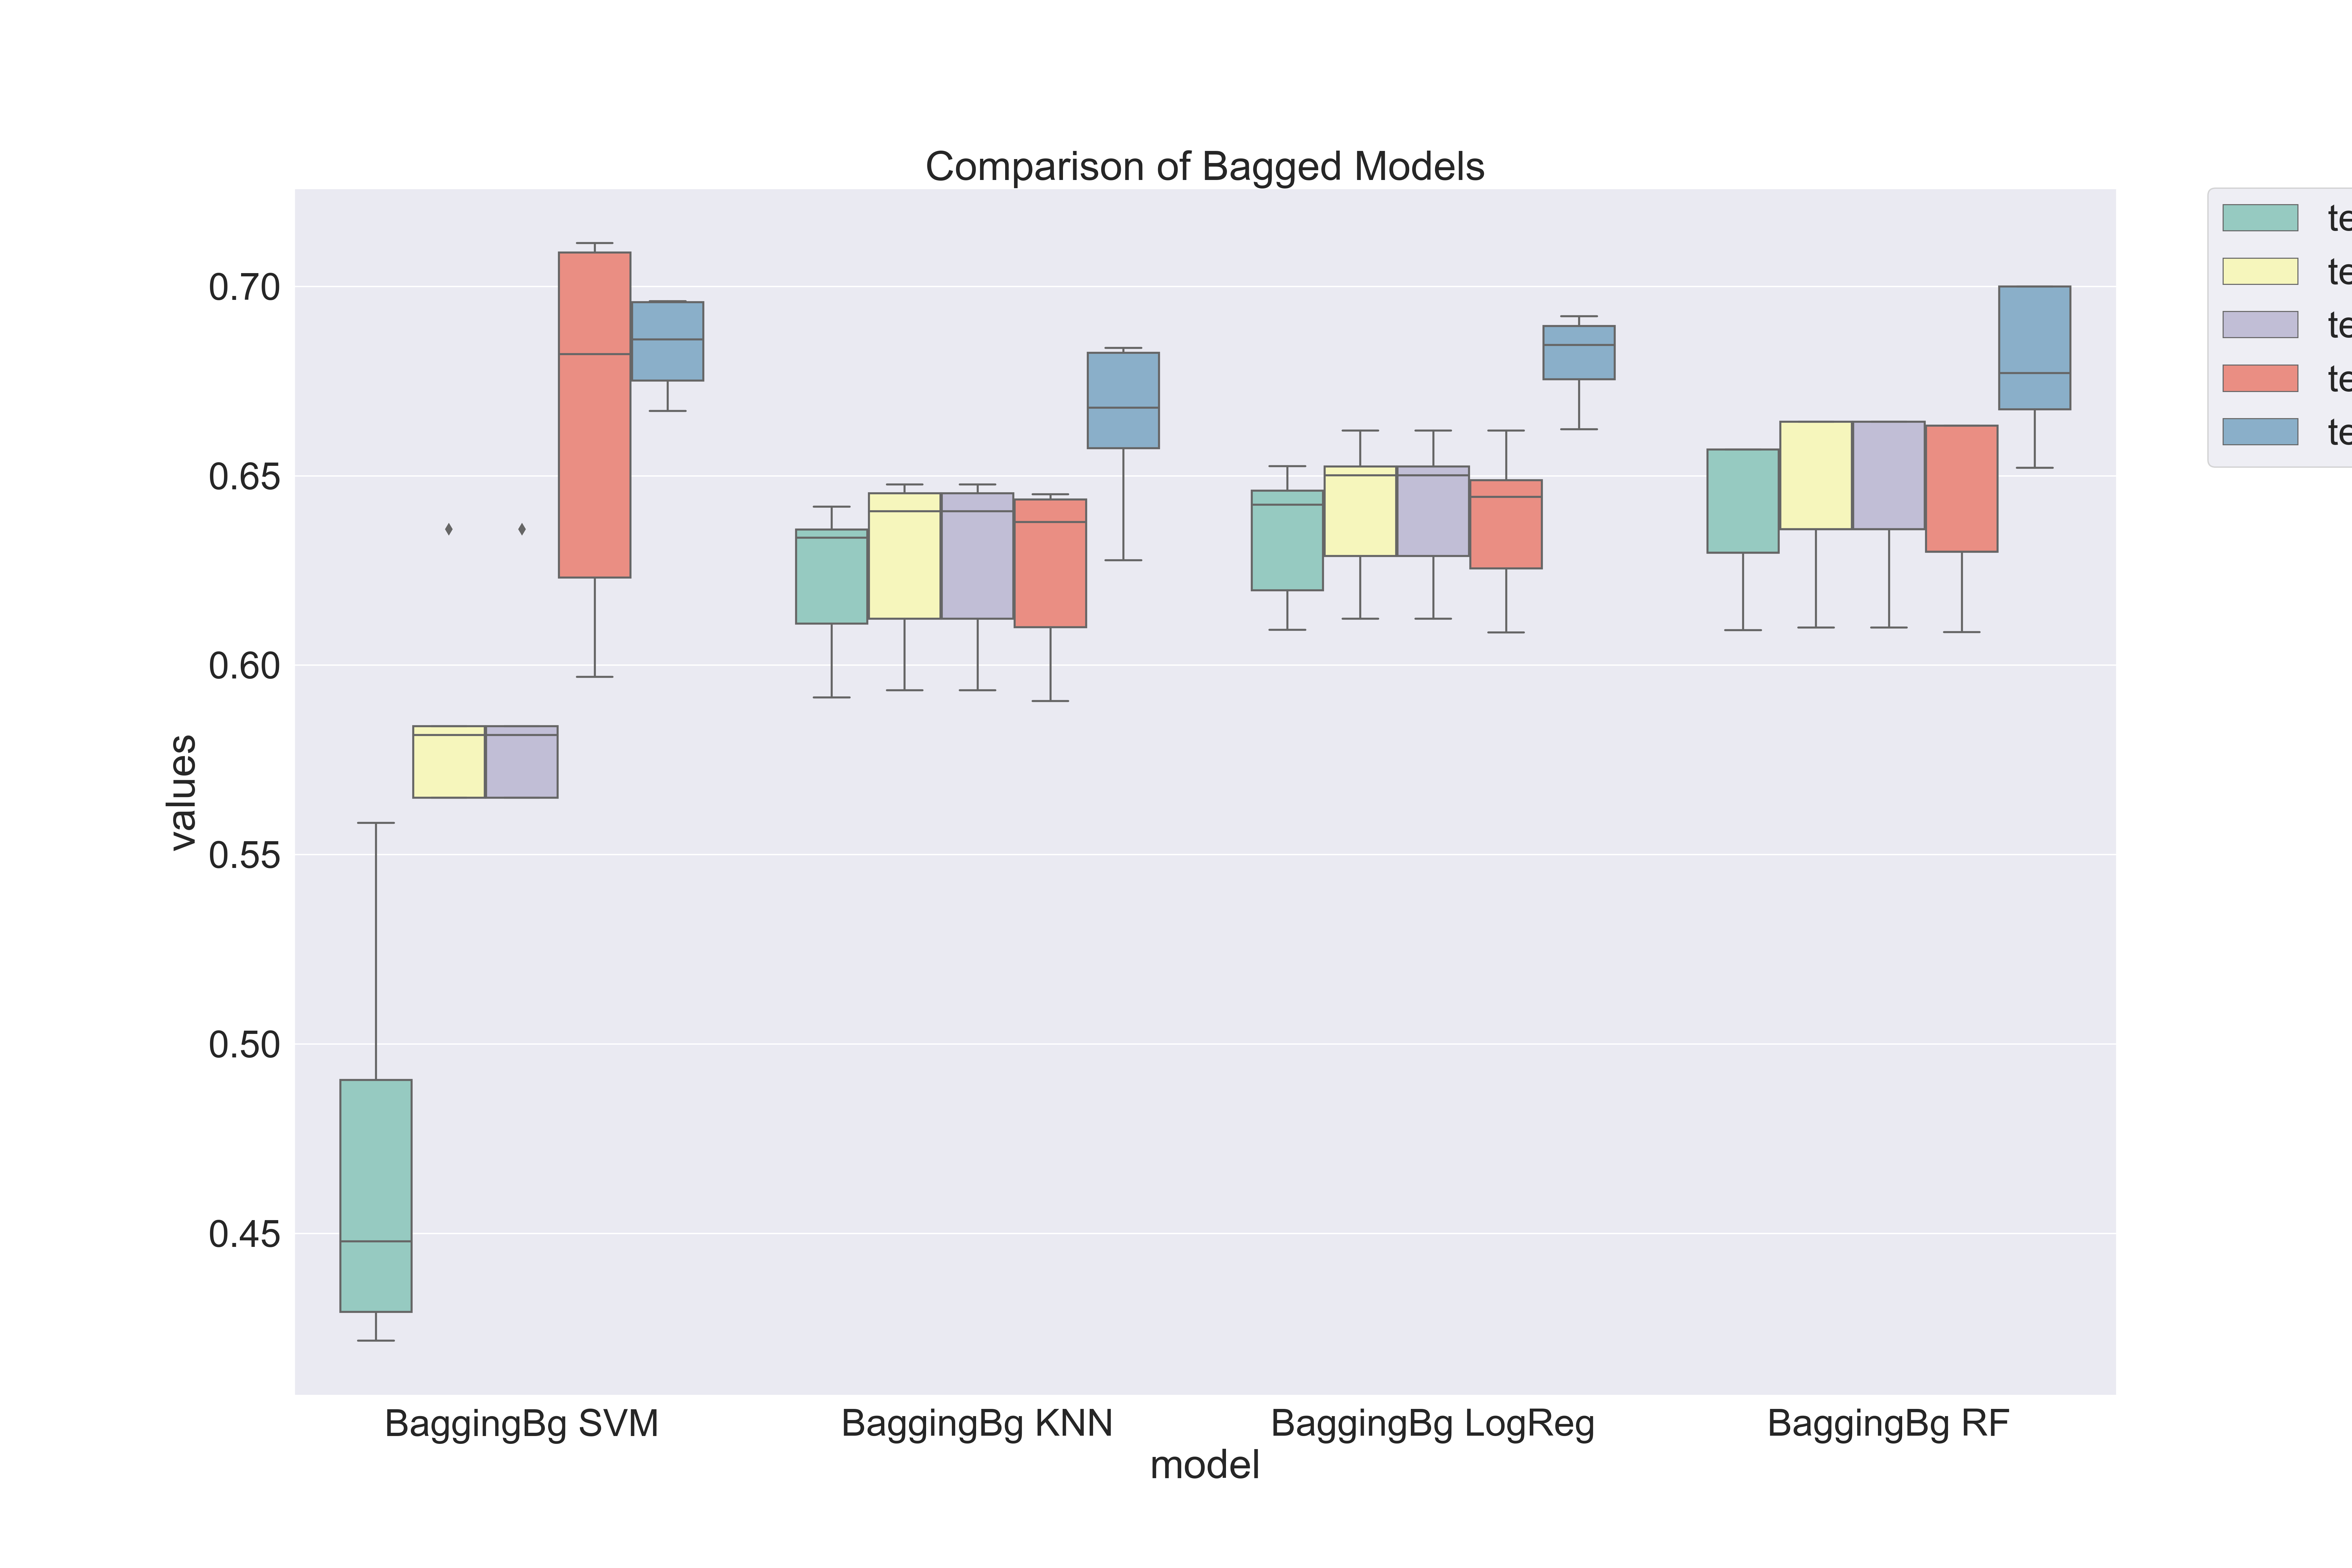 Comparison of Bagged Models
te
te
te
te
te
0.70
0.65
0.60
0.55
0.50
0.45
values
BaggingBg SVM
BaggingBg KNN
BaggingBg LogReg
BaggingBg RF
model